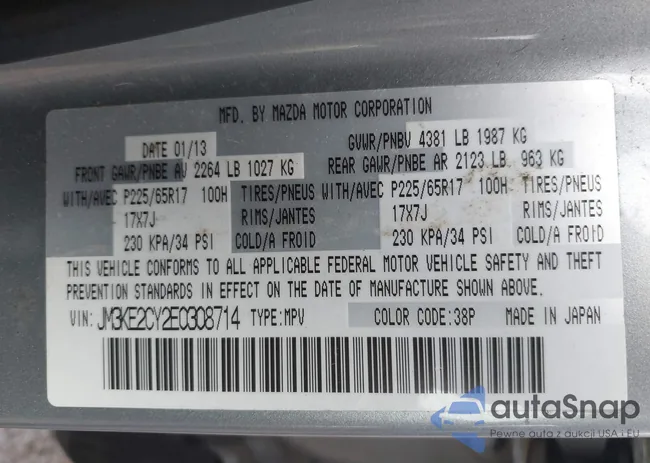 MFD. BY MAZDA MOTOR CORPORATION
DATE 01/13 GVWR/PNBV 4381 LB 1987 KG
FRONT GAWR/PNBE AV 2264 LB 1027 KG REAR GAWR/PNBE AR 2123 LB 963 KG
WITH/AVEC P225/65R17 100H TIRES/PNEUS WITH/AVEC P225/65R17 100H TIRES/PNEUS
17X7J RIMS/JANTES 17X7J RIMS/JANTES
230 KPA/34 PSI COLD/A FROID 230 KPA/34 PSI COLD/A FROID
THIS VEHICLE CONFORMS TO ALL APPLICABLE FEDERAL MOTOR VEHICLE SAFETY AND THEFT
PREVENTION STANDARDS IN EFFECT ON THE DATE OF MANUFACTURE SHOWN ABOVE.
VIN: JM3KE2CY2E0308714 TYPE:MPV COLOR CODE:38P MADE IN JAPAN
autaSnap
Pewne auta z aukcji USA i EU